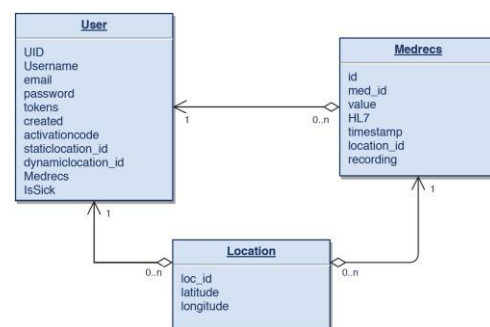 User
UID
Username
email
password
tokens
created
activationcode
staticlocation_id
dynamiclocation_id
Medrecs
IsSick
Medrecs
id
med_id
value
HL7
timestamp
location_id
recording
1
0..n
1
1
0..n
0..n
Location
loc_id
latitude
longitude